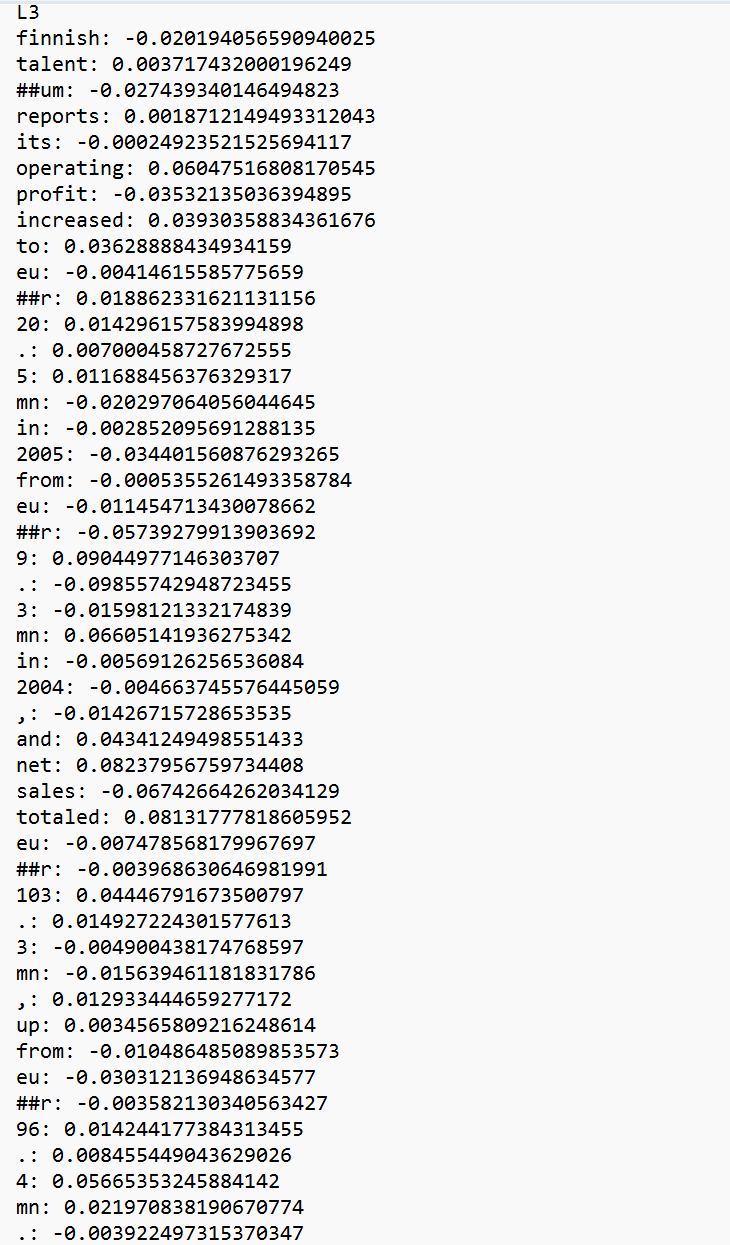 L3
finnish: -0.020194056590940025
talent: 0.003717432000196249
##um: -0.027439340146494823
reports: 0.0018712149493312043
its: -0.00024923521525694117
operating: 0.06047516808170545
profit: -0.03532135036394895
increased: 0.03930358834361676
to: 0.03628888434934159
eu: -0.00414615585775659
##r: 0.018862331621131156
20: 0.014296157583994898
.: 0.007000458727672555
5: 0.011688456376329317
mn: -0.020297064056044645
in: -0.002852095691288135
2005: -0.034401560876293265
from: -0.0005355261493358784
eu: -0.011454713430078662
##r: -0.05739279913903692
9: 0.09044977146303707
.: -0.09855742948723455
3: -0.01598121332174839
mn: 0.06605141936275342
in: -0.00569126256536084
2004: -0.004663745576445059
,: -0.01426715728653535
and: 0.04341249498551433
net: 0.08237956759734408
sales: -0.06742664262034129
totaled: 0.08131777818605952
eu: -0.007478568179967697
##r: -0.003968630646981991
103: 0.04446791673500797
.: 0.014927224301577613
3: -0.004900438174768597
mn: -0.015639461181831786
,: 0.012933444659277172
up: 0.0034565809216248614
from: -0.010486485089853573
eu: -0.030312136948634577
##r: -0.003582130340563427
96: 0.014244177384313455
.: 0.008455449043629026
4: 0.05665353245884142
mn: 0.021970838190670774
.: -0.003922497315370347